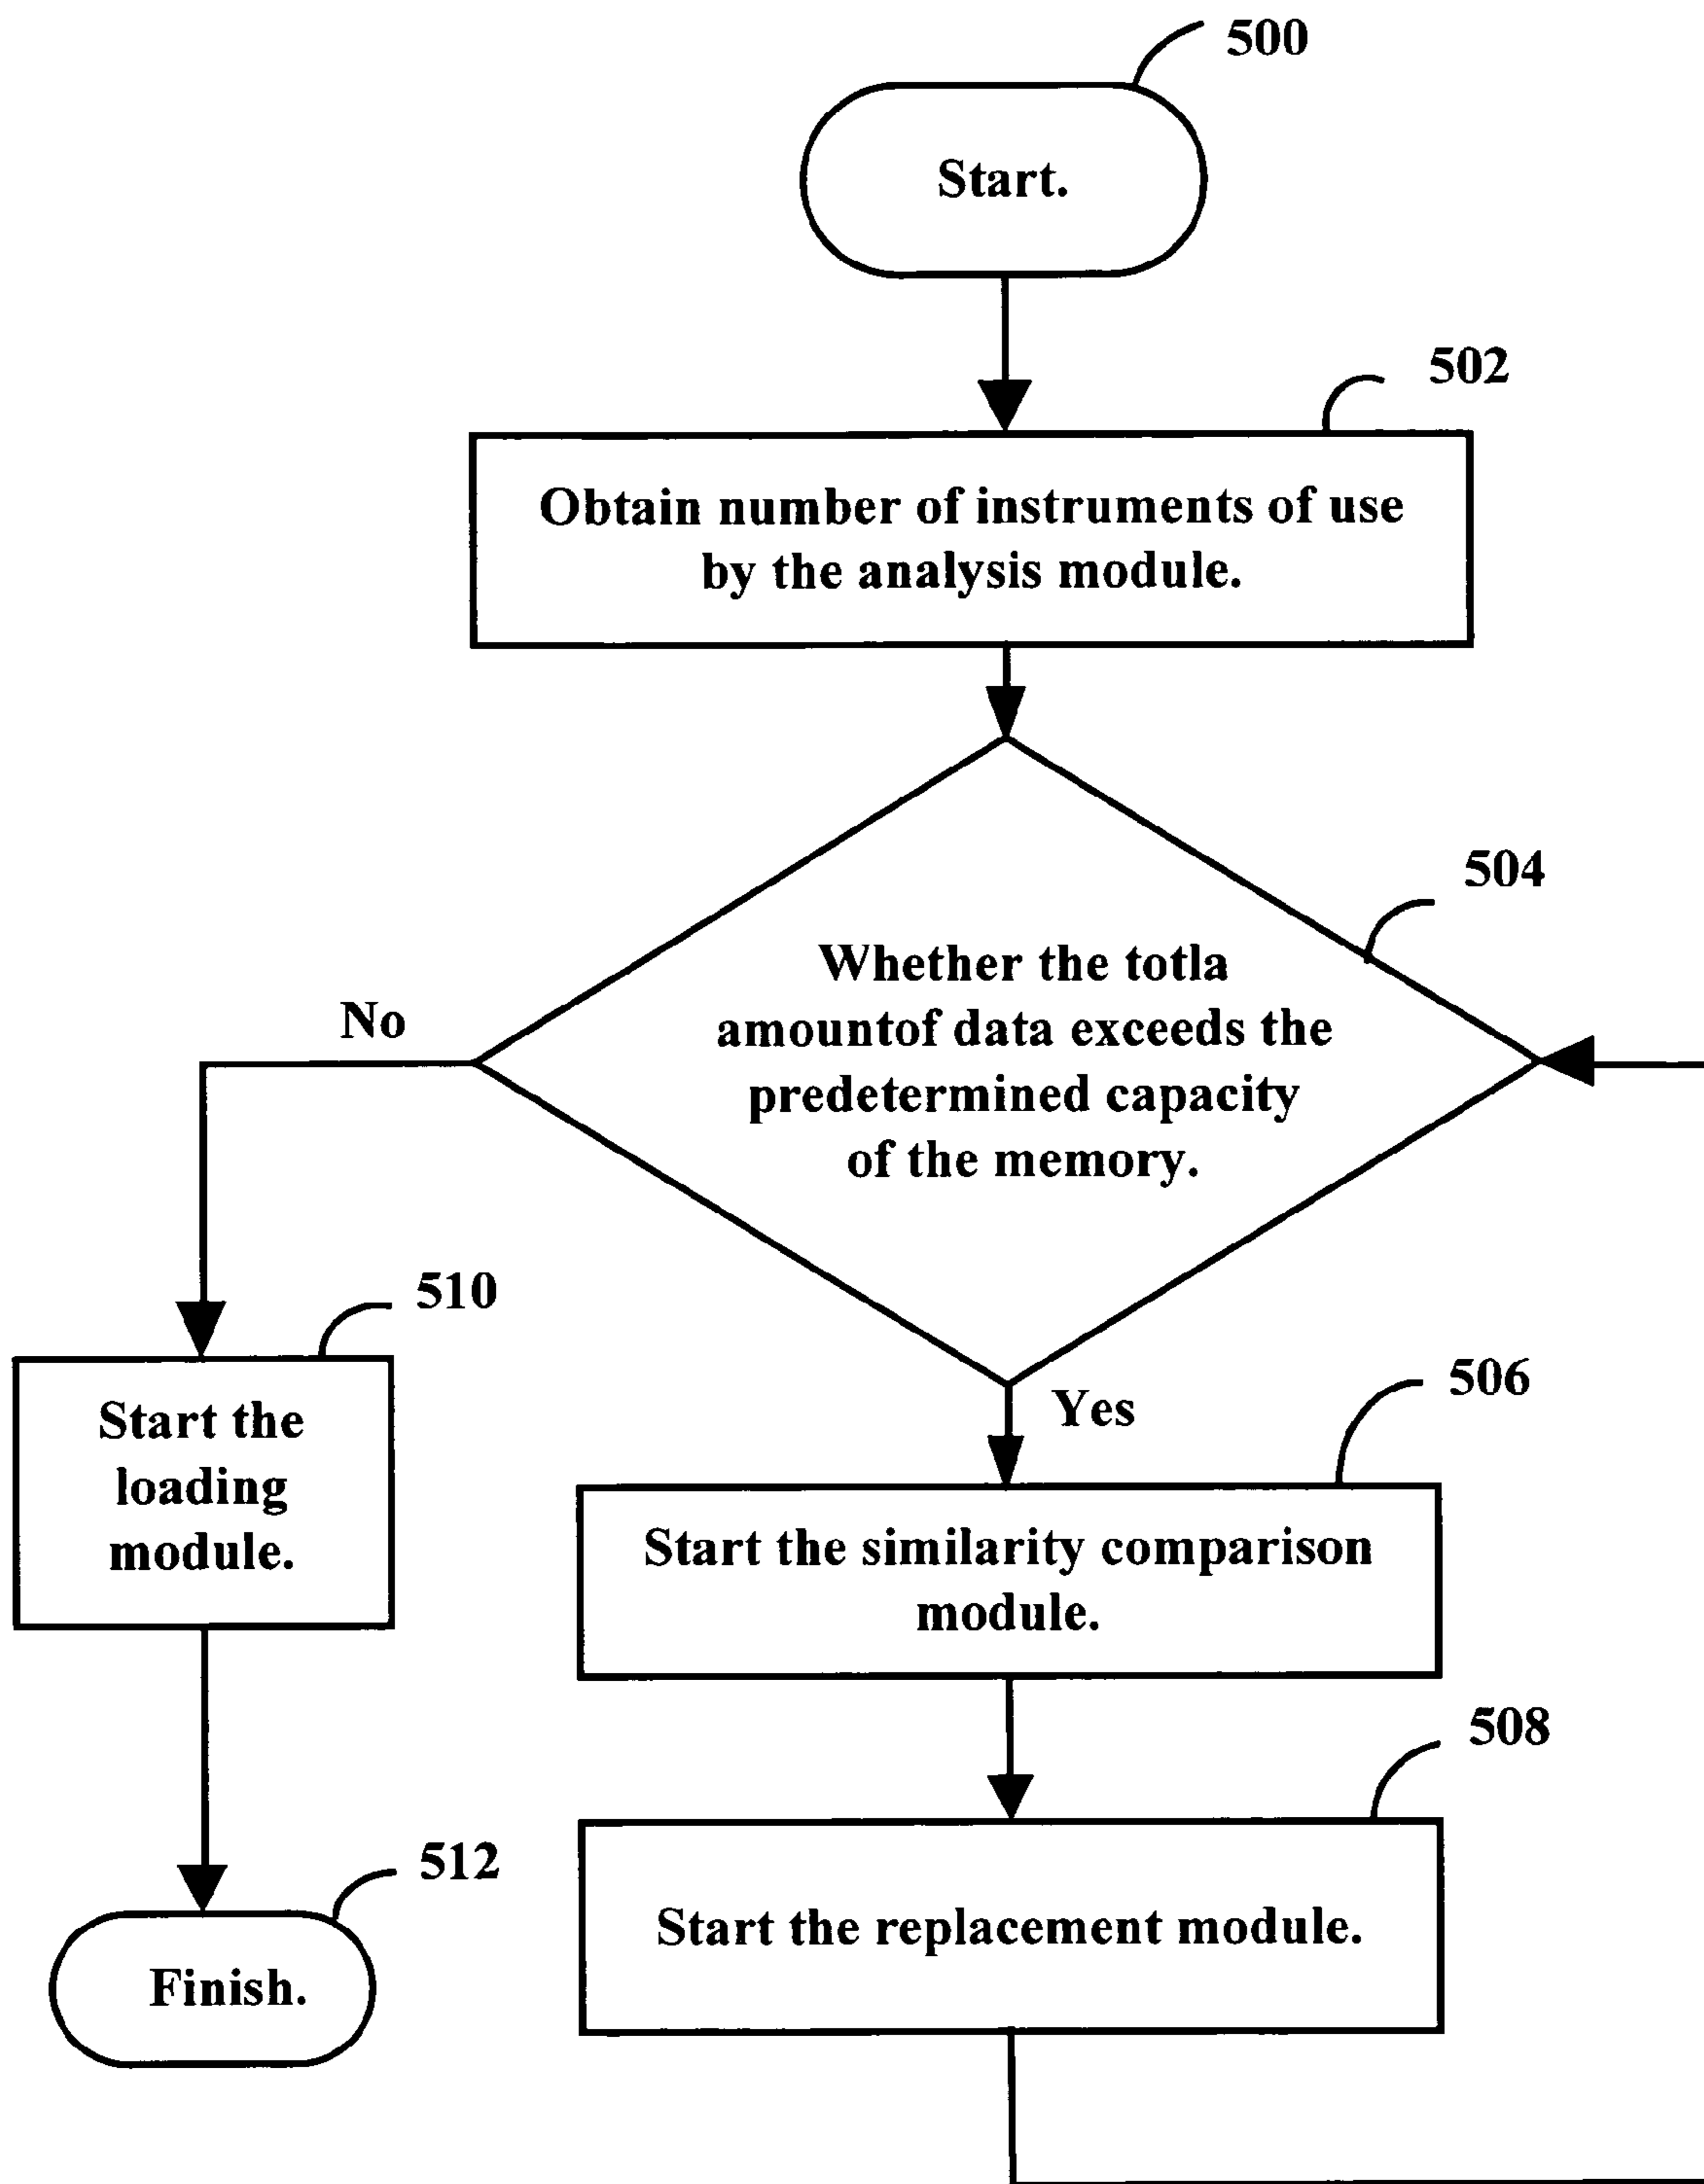 500
Start.
502
Obtain number of instruments of use
by the analysis module.
504
Whether the totla
amountof data exceeds the
predetermined capacity
of the memory.
No
Yes
510
Start the
loading
module.
506
Start the similarity comparison
module.
508
Start the replacement module.
512
Finish.